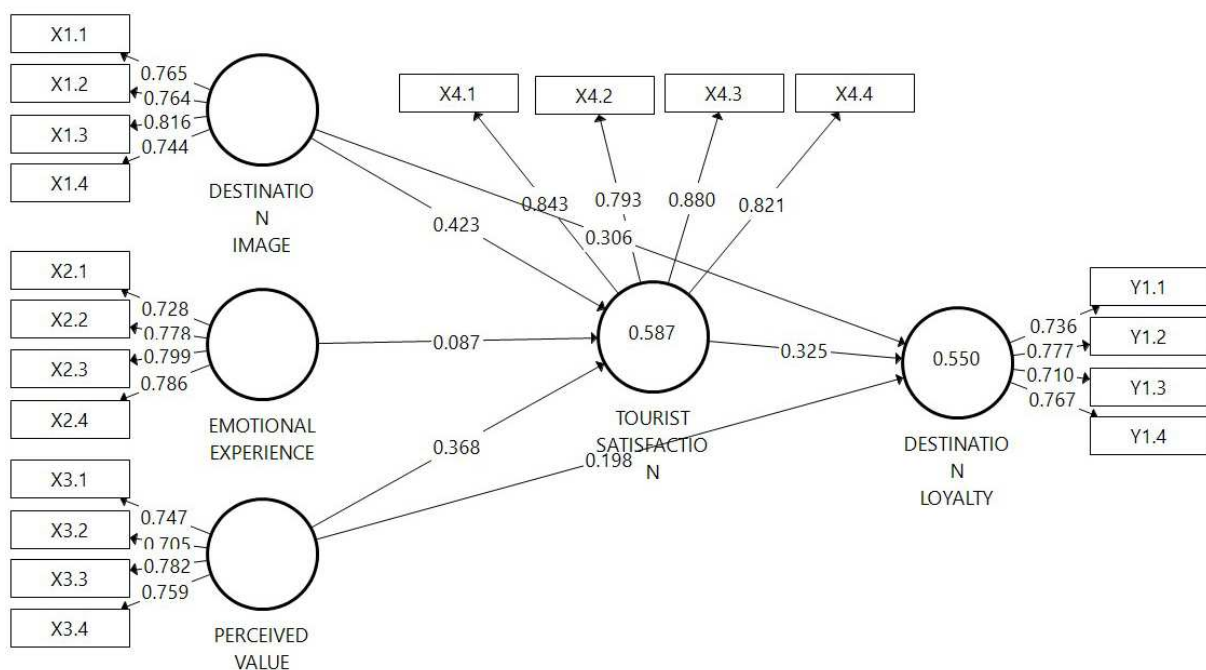 X1.1
0.765
X1.2
0.764
X1.3
0.816
0.744
X1.4
DESTINATIO
N
IMAGE
X4.1
X4.2
X4.3
X4.4
0.843
0.793
0.880
0.821
0.423
0.306
X2.1
0.728
X2.2
0.778
X2.3
0.799
0.786
X2.4
EMOTIONAL
EXPERIENCE
0.087
0.587
TOURIST
SATISFACTION
N
0.325
0.550
DESTINATIO
N
LOYALTY
Y1.1
0.736
Y1.2
0.777
0.710
Y1.3
0.767
Y1.4
0.368
0.198
X3.1
0.747
X3.2
0.705
0.782
X3.3
0.759
X3.4
PERCEIVED
VALUE